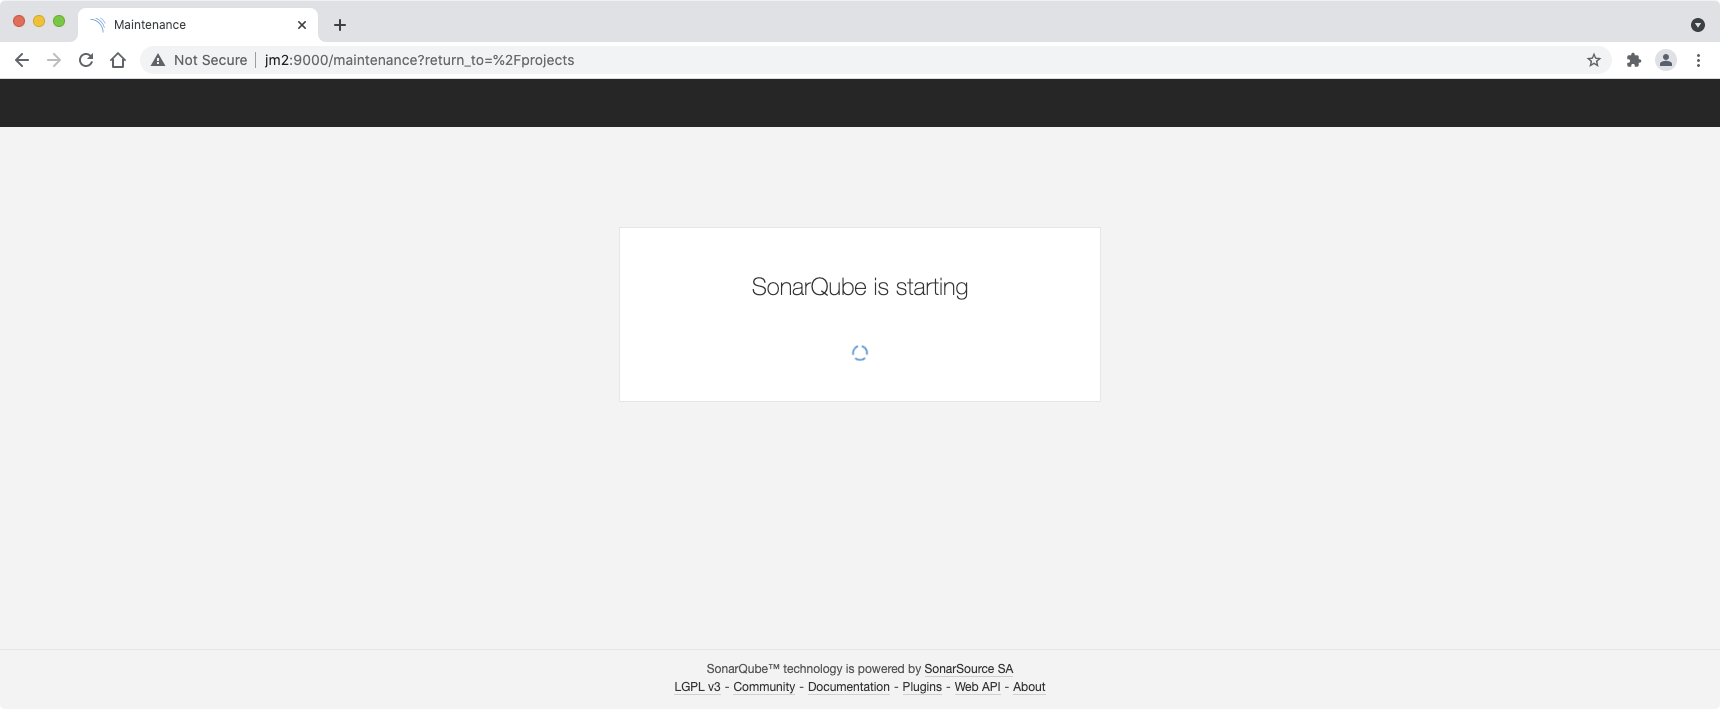 Maintenance
Not Secure jm2:9000/maintenance?return_to=%2Fprojects
SonarQube is starting
SonarQube™ technology is powered by SonarSource SA
LGPL v3 - Community - Documentation - Plugins - Web API - About